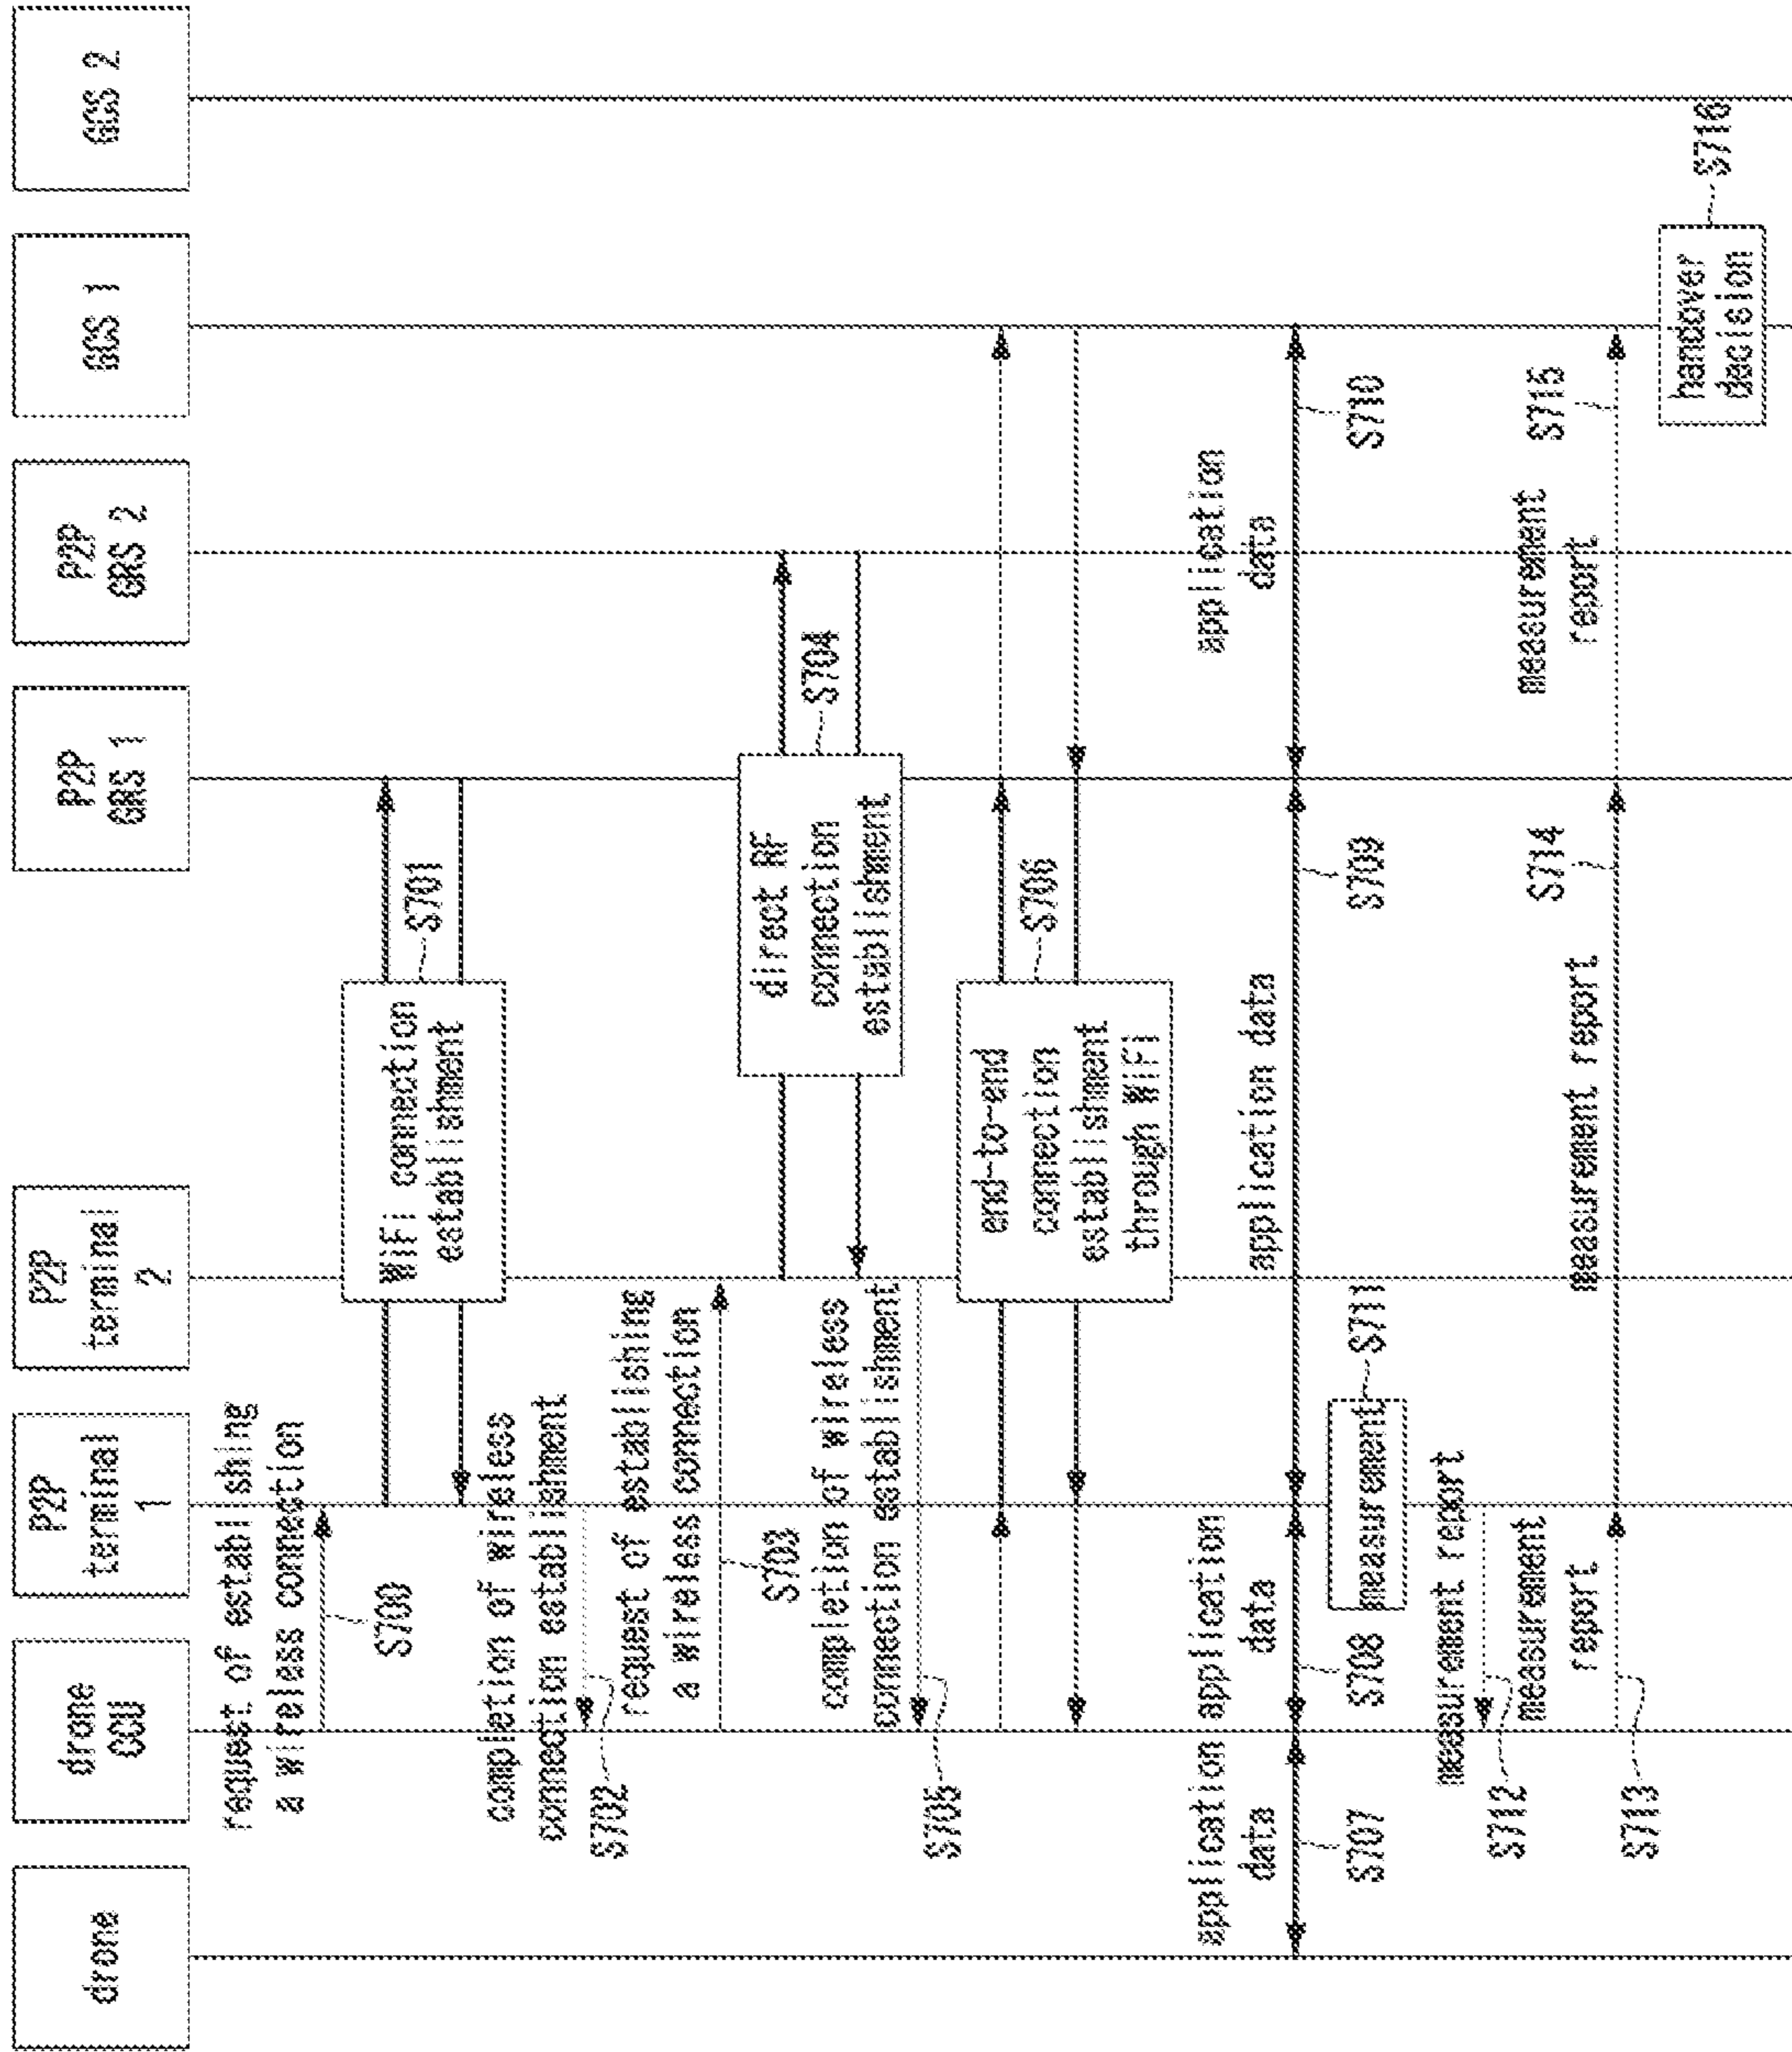 drone
drone
CCU
P2P
terminal
1
P2P
terminal
2
P2P
GRS 1
P2P
GRS 2
GCS 1
GCS 2
request of establishing
a wireless connection
S700
WiFi connection
establishment
S701
completion of wireless
connection establishment
S702
request of establishing
a wireless connection
S703
direct RF
connection
establishment
S704
completion of wireless
connection establishment
S705
end-to-end
connection
establishment
through WiFi
S706
application
data
S707
application
data
S708
application data
S709
application
data
S710
measurement
S711
measurement report
S712
measurement
report
S713
measurement report
S714
measurement
report
S715
handover
decision
S716